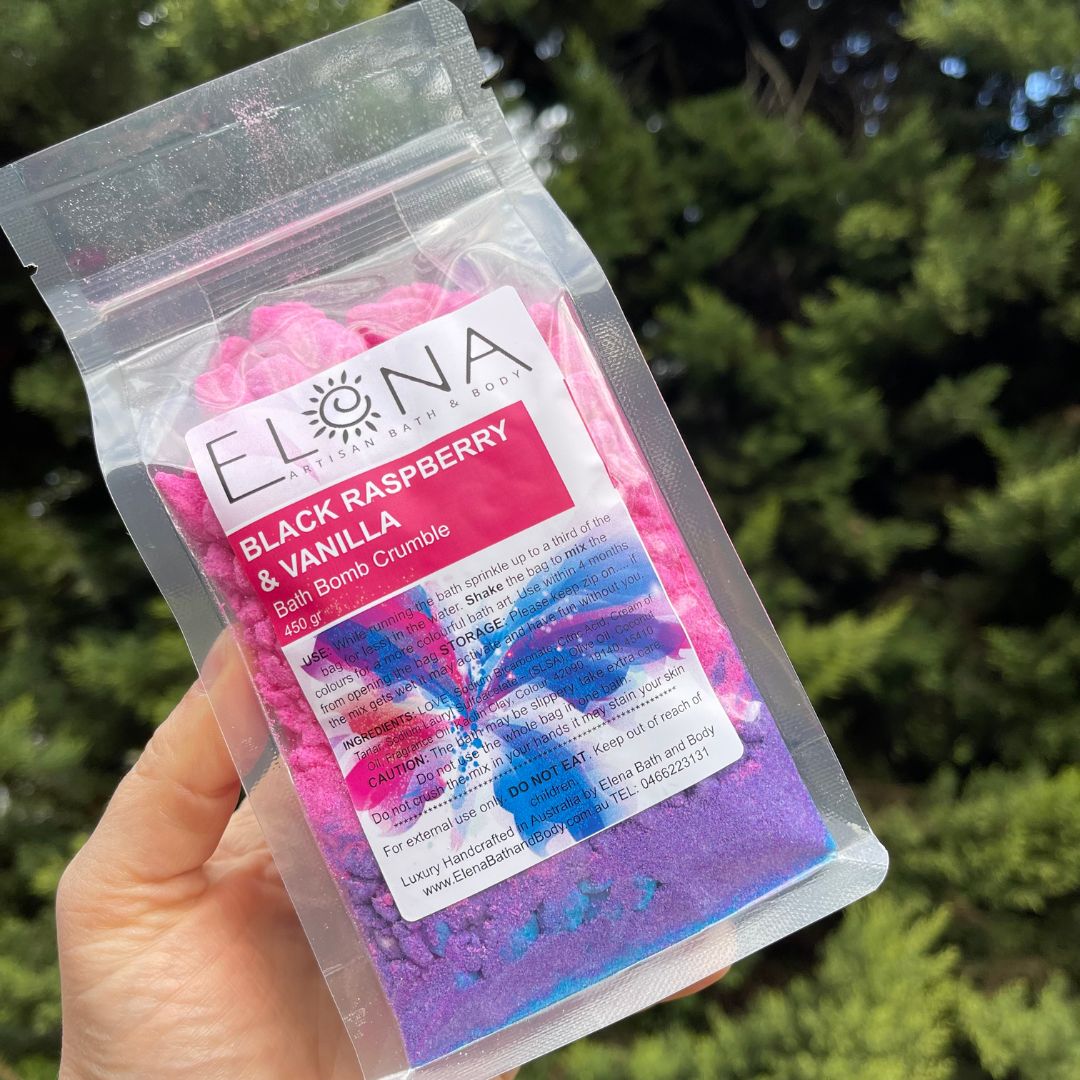 ELENA
ARTISAN BATH & BODY
BLACK RASPBERRY
& VANILLA
Bath Bomb Crumble
450 gr
USE: While running the bath sprinkle up to a third of the
bag (or less) in the water. Shake the bag to mix the
colours for a more colourful bath art. Use within 4 months
from opening the bag. STORAGE: Please keep zip on.... if
the mix gets wet it may activate and have fun without you.
INGREDIENTS: LOVE, Sodium Bicarbonate, Citric Acid, Cream of
Tartar, Sodium Lauryl Sulfoacetate (SLSA), Olive Oil, Coconut
Oil, Fragrance Oil, Kaolin Clay, Colour: 42090, 19140, 45410
CAUTION: The bath may be slippery, take extra care.
Do not use the whole bag in one bath.
Do not crush the mix in your hands it may stain your skin
For external use only. DO NOT EAT. Keep out of reach of
children.
Luxury Handcrafted in Australia by Elena Bath and Body
www.ElenaBathandBody.com.au TEL: 0466223131